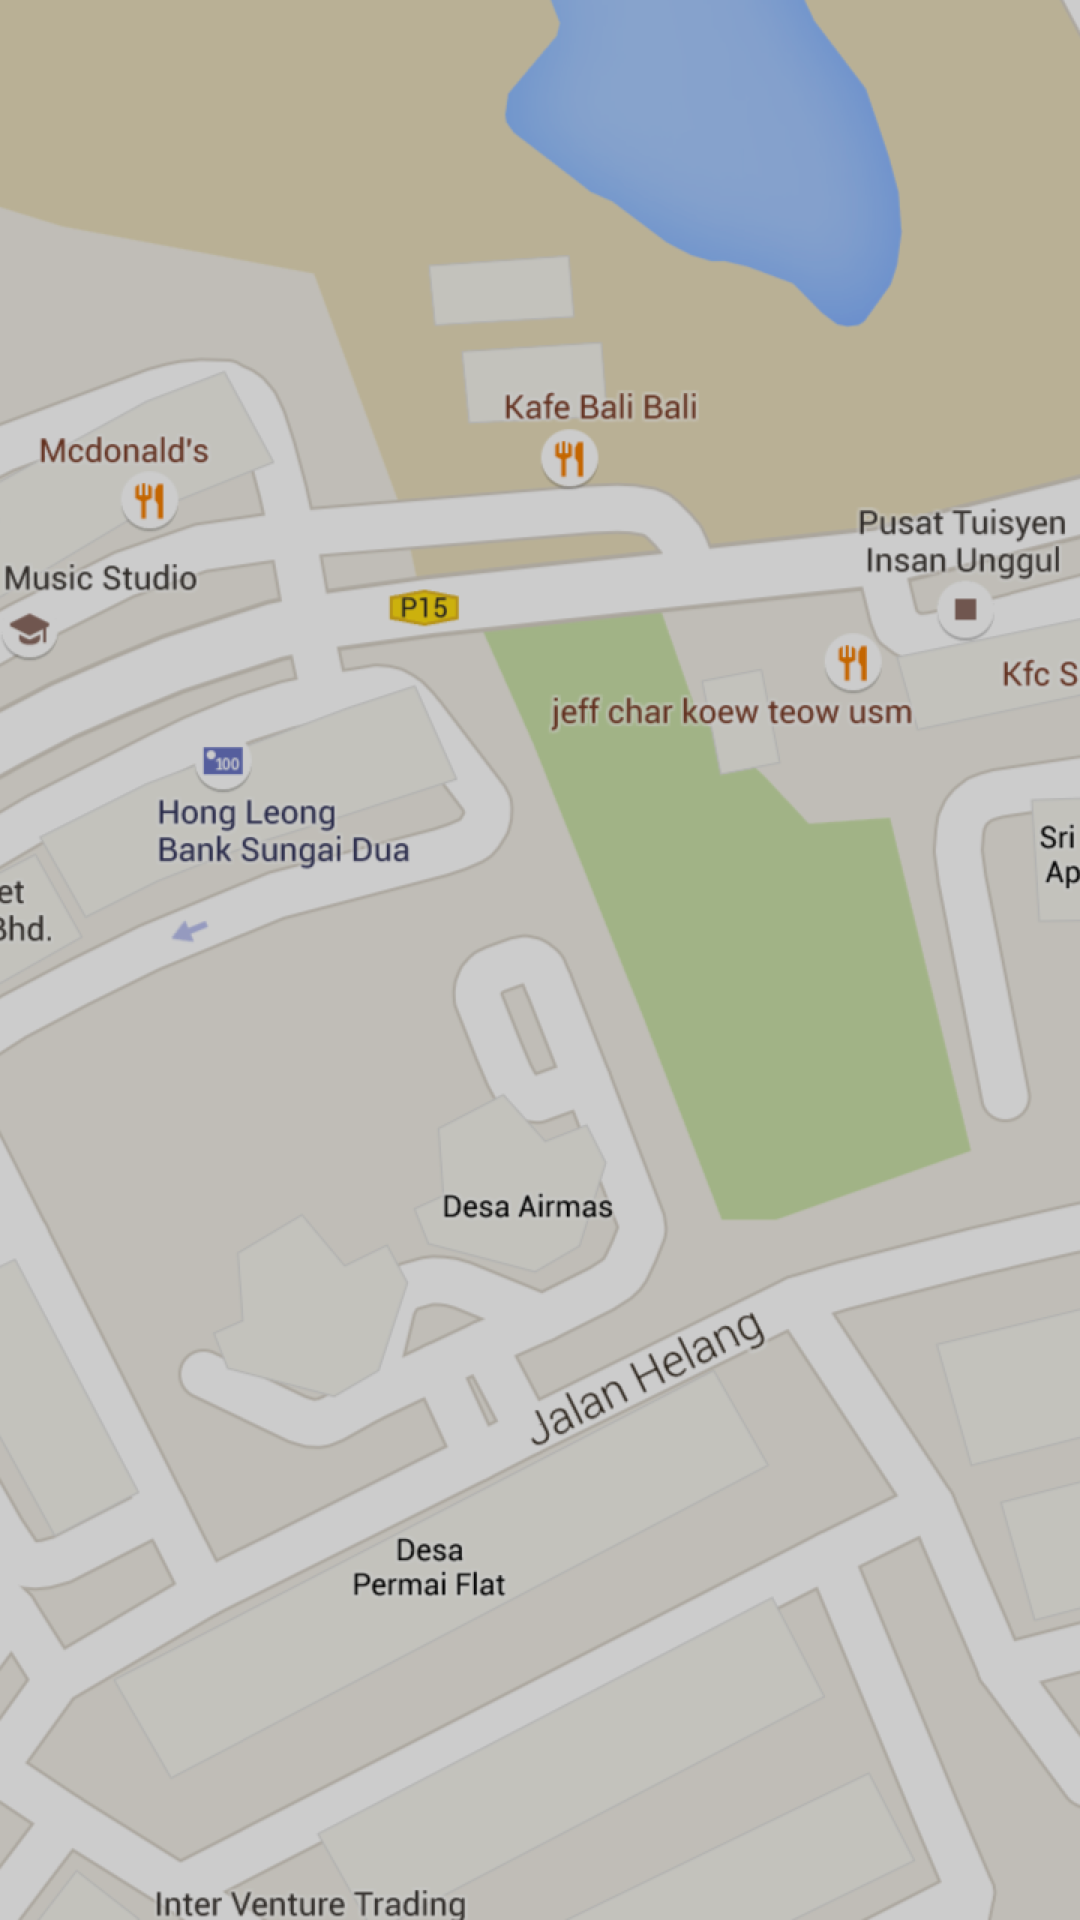 Kafe Bali Bali
Mcdonald's
Pusat Tuisyen
Insan Unggul
Music Studio
P15
Kfc S
jeff char koew teow usm
100
Hong Leong
Bank Sungai Dua
Sri
Ap
et
Bhd.
Desa Airmas
Jalan Helang
Desa
Permai Flat
Inter Venture Trading